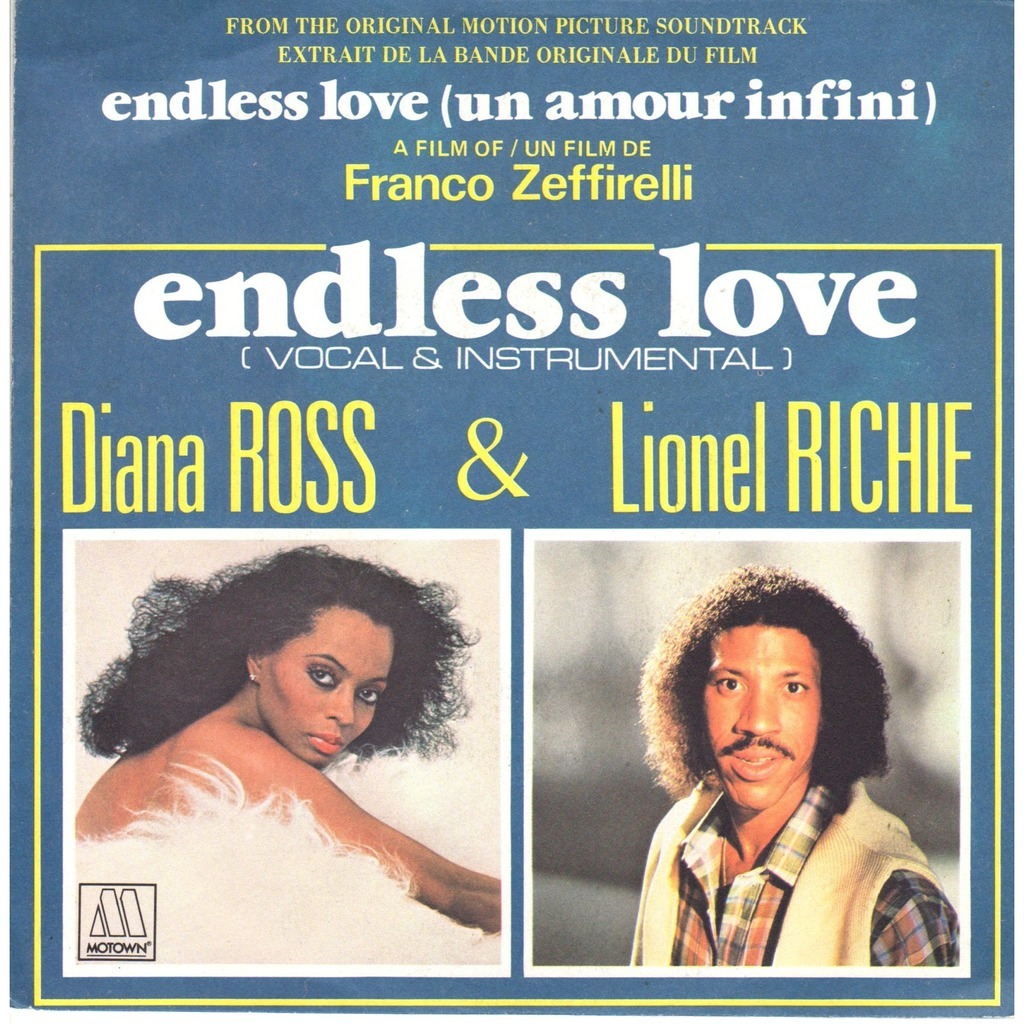 FROM THE ORIGINAL MOTION PICTURE SOUNDTRACK
EXTRAIT DE LA BANDE ORIGINALE DU FILM
endless love (un amour infini)
A FILM OF / UN FILM DE
Franco Zeffirelli
endless love
( VOCAL & INSTRUMENTAL )
Diana ROSS & Lionel RICHIE
M
MOTOWN®